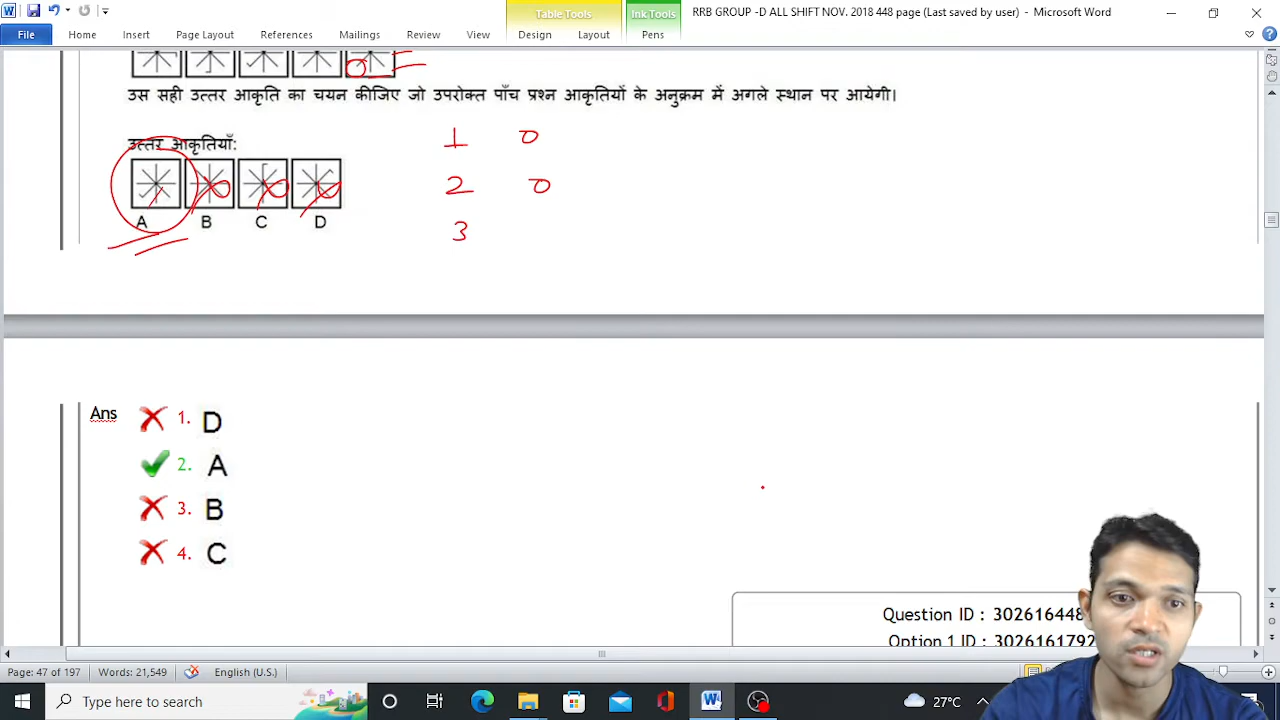 RRB GROUP -D ALL SHIFT NOV. 2018 448 page (Last saved by user) - Microsoft Word
Table Tools
Ink Tools
File Home Insert Page Layout References Mailings Review View Design Layout Pens
उस सही उत्तर आकृति का चयन कीजिए जो उपरोक्त पाँच प्रश्न आकृतियों के अनुक्रम में अगले स्थान पर आयेगी।
उत्तर आकृतियाँ:
A B C D
1 0
2 0
3
Ans
1. D
2. A
3. B
4. C
Question ID : 302616448
Option 1 ID : 3026161792
Page: 47 of 197 Words: 21,549 English (U.S.)
Type here to search
27°C